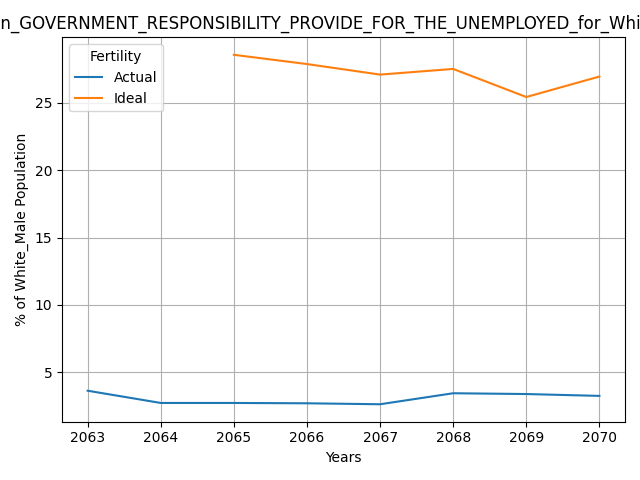 n_GOVERNMENT_RESPONSIBILITY_PROVIDE_FOR_THE_UNEMPLOYED_for_Whi
Fertility
Actual
Ideal
25
20
15
10
5
% of White_Male Population
2063 2064 2065 2066 2067 2068 2069 2070
Years